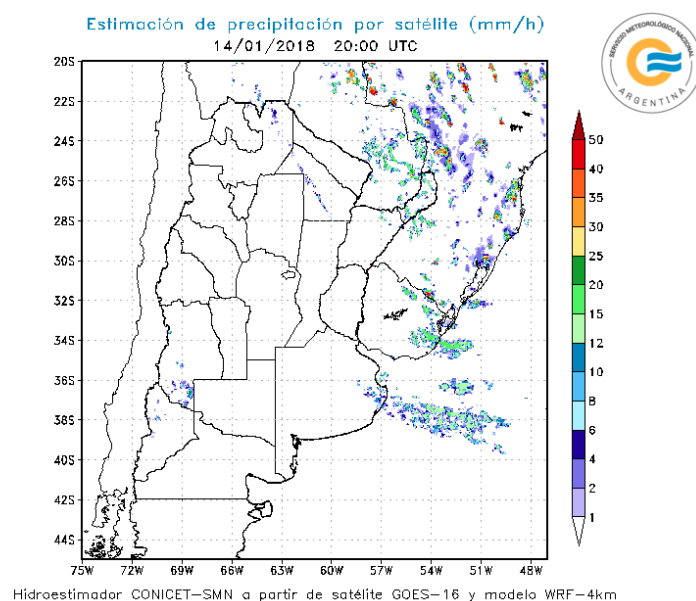 Estimación de precipitación por satélite (mm/h)
14/01/2018 20:00 UTC
SERVICIO METEOROLÓGICO NACIONAL
ARGENTINA
20S
22S
24S
26S
28S
30S
32S
34S
36S
38S
40S
42S
44S
75W 72W 69W 66W 63W 60W 57W 54W 51W 48W
50
40
35
30
25
20
15
12
10
8
6
4
2
1
Hidroestimador CONICET-SMN a partir de satélite GOES-16 y modelo WRF-4km